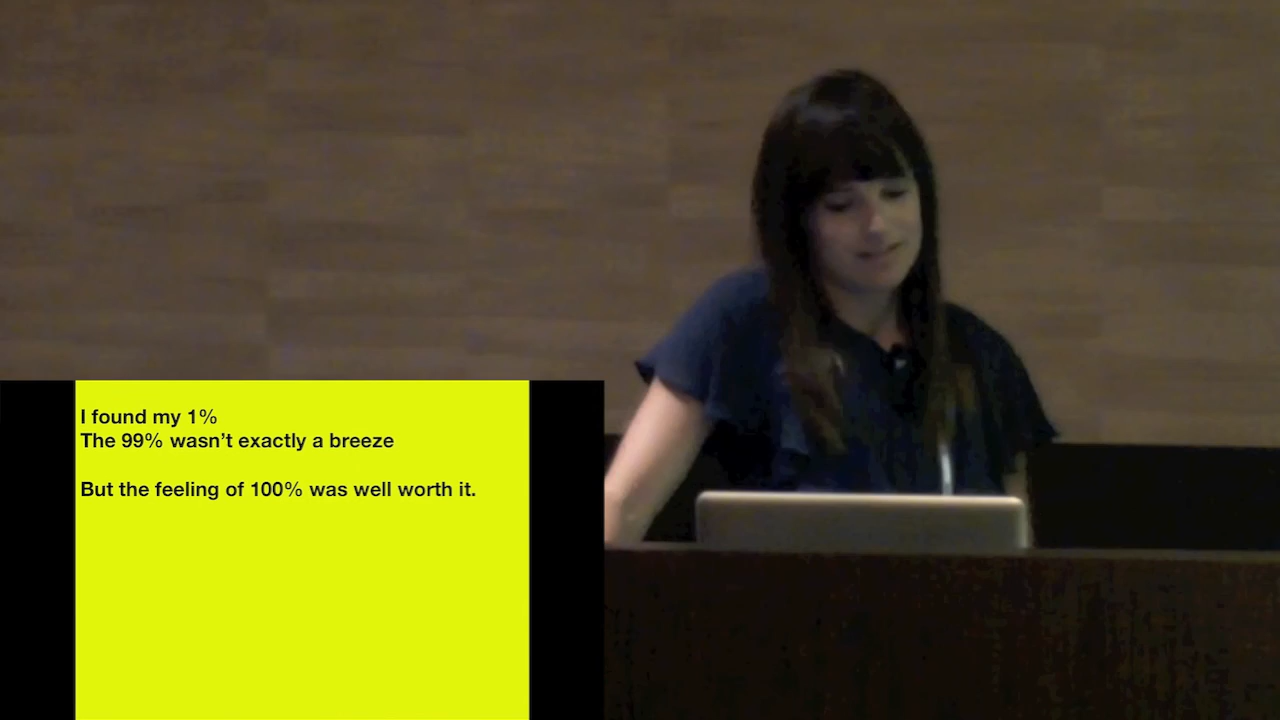 I found my 1%
The 99% wasn’t exactly a breeze
But the feeling of 100% was well worth it.